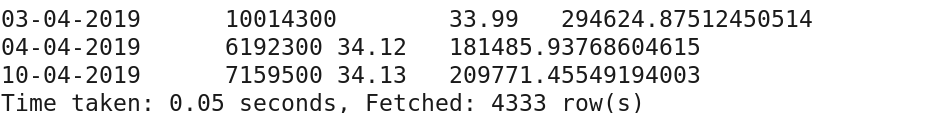 03-04-2019 10014300 33.99 294624.87512450514
04-04-2019 6192300 34.12 181485.93768604615
10-04-2019 7159500 34.13 209771.45549194003
Time taken: 0.05 seconds, Fetched: 4333 row(s)